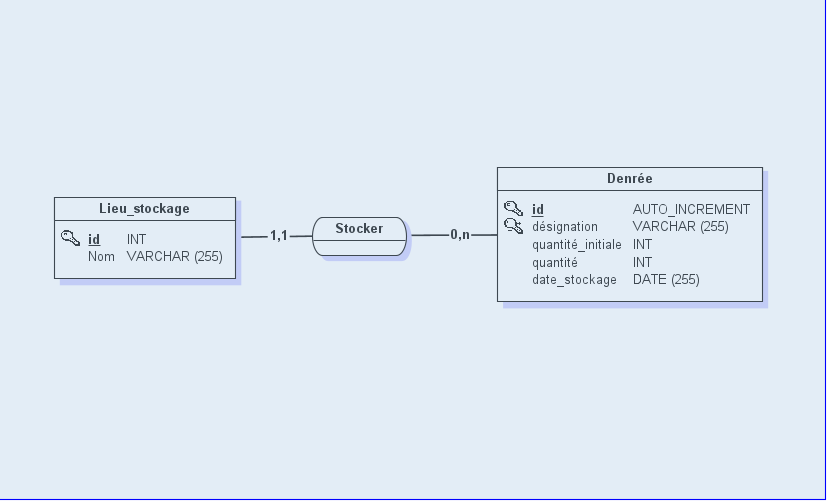 Lieu_stockage
id INT
Nom VARCHAR (255)
1,1
Stocker
0,n
Denrée
id AUTO_INCREMENT
désignation VARCHAR (255)
quantité_initiale INT
quantité INT
date_stockage DATE (255)